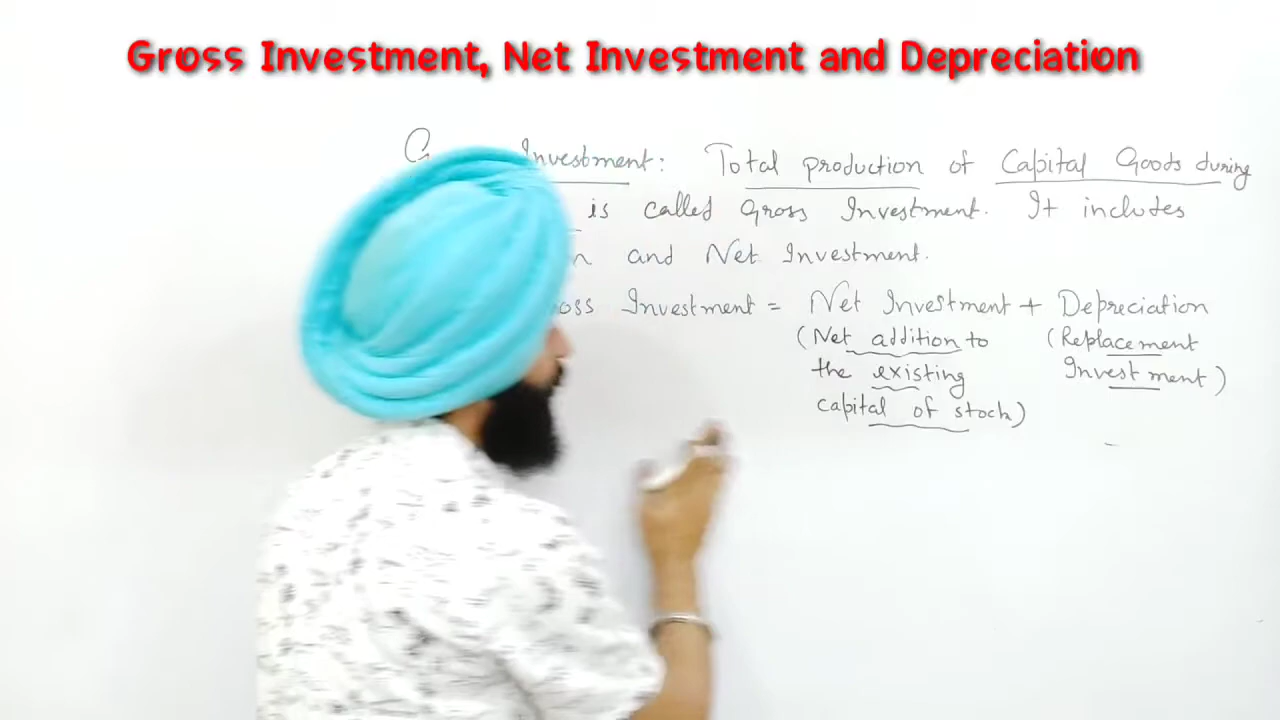 Gross Investment, Net Investment and Depreciation
Investment: Total production of Capital Goods during
is called Gross Investment. It includes
and Net Investment.
Investment = Net Investment + Depreciation
(Net addition to (Replacement
the existing Investment)
capital of stock)